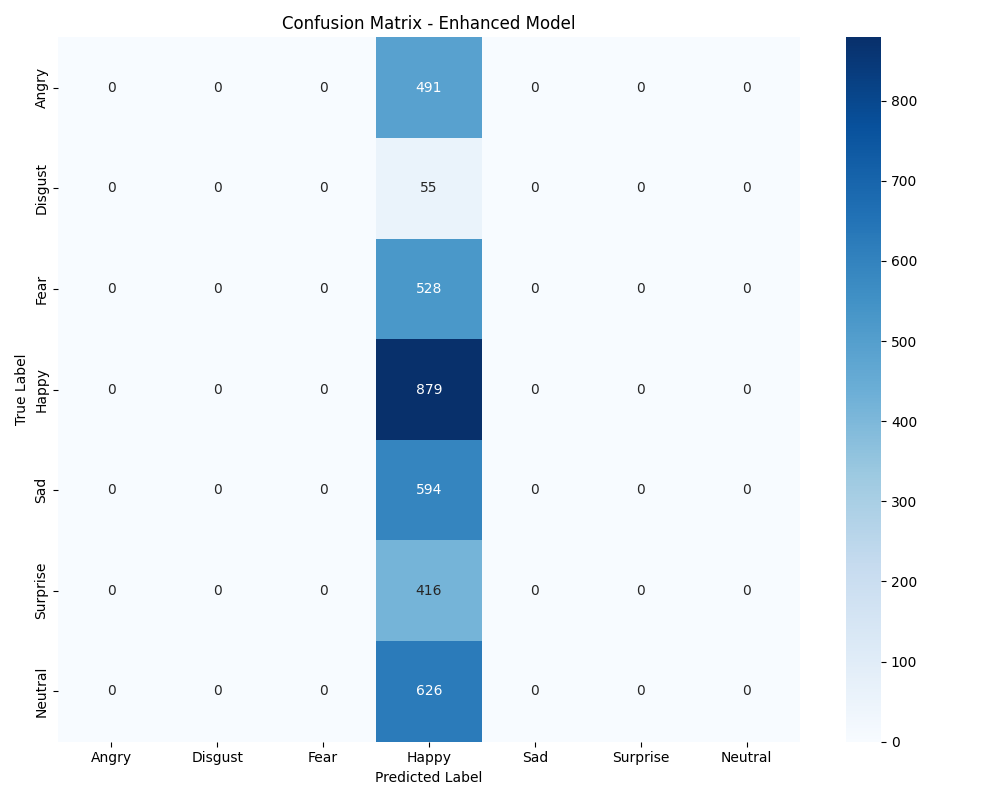 Confusion Matrix - Enhanced Model
True Label
Angry 0 0 0 491 0 0 0
Disgust 0 0 0 55 0 0 0
Fear 0 0 0 528 0 0 0
Happy 0 0 0 879 0 0 0
Sad 0 0 0 594 0 0 0
Surprise 0 0 0 416 0 0 0
Neutral 0 0 0 626 0 0 0
Angry Disgust Fear Happy Sad Surprise Neutral
Predicted Label
800
700
600
500
400
300
200
100
0